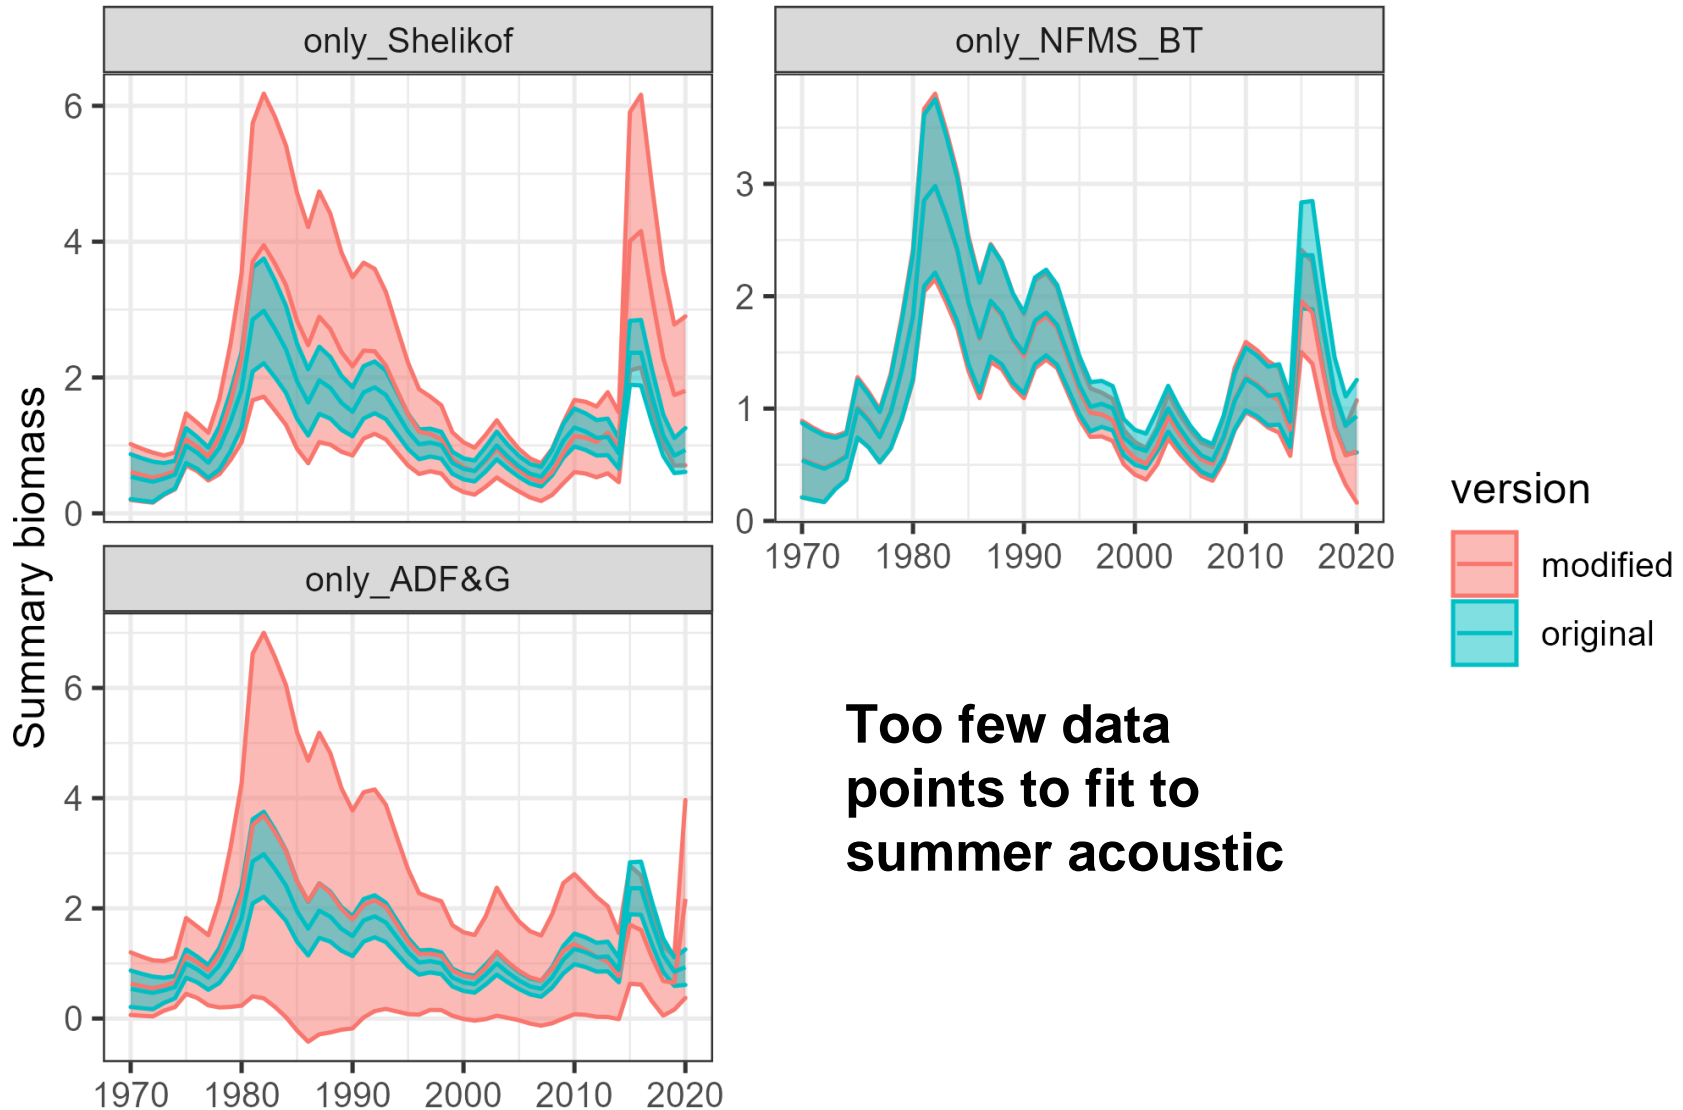 only_Shelikof
only_NFMS_BT
6
4
2
0
3
2
1
0
1970 1980 1990 2000 2010 2020
Summary biomass
only_ADF&G
6
4
2
0
1970 1980 1990 2000 2010 2020
version
modified
original
Too few data
points to fit to
summer acoustic